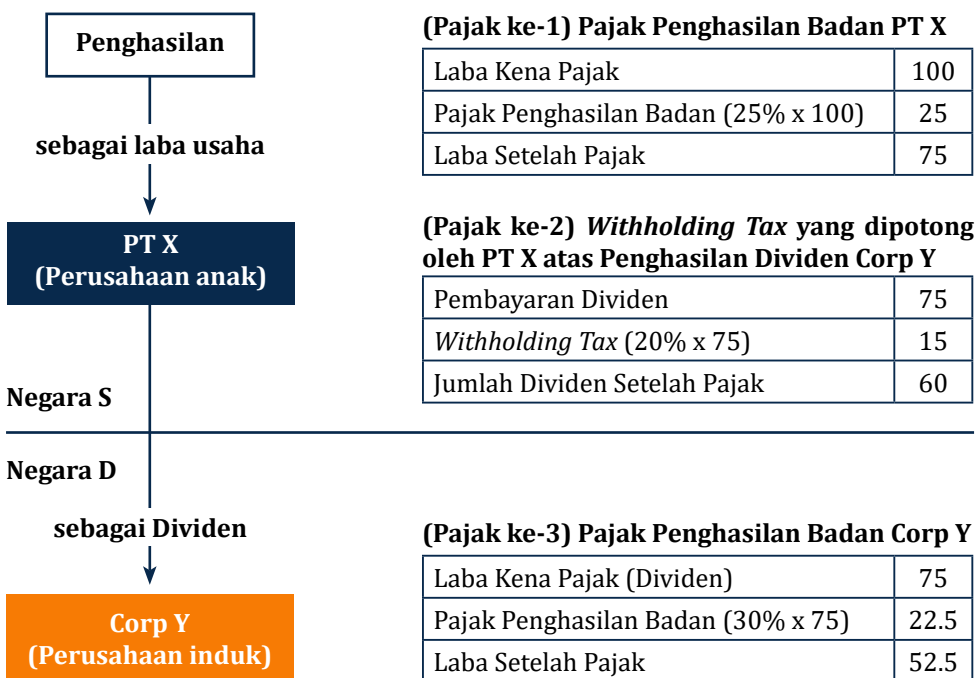 Penghasilan
sebagai laba usaha
PT X
(Perusahaan anak)
Negara S
Negara D
sebagai Dividen
Corp Y
(Perusahaan induk)
(Pajak ke-1) Pajak Penghasilan Badan PT X
Laba Kena Pajak 100
Pajak Penghasilan Badan (25% x 100) 25
Laba Setelah Pajak 75
(Pajak ke-2) Withholding Tax yang dipotong
oleh PT X atas Penghasilan Dividen Corp Y
Pembayaran Dividen 75
Withholding Tax (20% x 75) 15
Jumlah Dividen Setelah Pajak 60
(Pajak ke-3) Pajak Penghasilan Badan Corp Y
Laba Kena Pajak (Dividen) 75
Pajak Penghasilan Badan (30% x 75) 22.5
Laba Setelah Pajak 52.5